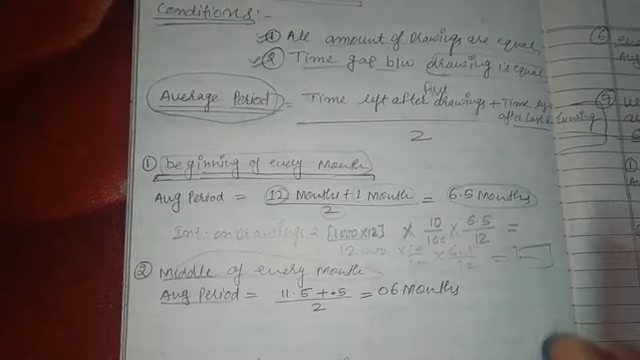 Conditions:-
① All amount of drawings are equal,
② Time gap b/w drawing is equal
Average Period = Time left after first drawings + Time left after Last drawing
2
① beginning of every Month
Avg Period = 12 Months + 1 Month = 6.5 Months
2
Int. on drawings = [1000×12] × 10/100 × 6.5/12 =
② Middle of every month
Avg Period = 11.5 + .5 = 06 Months
2